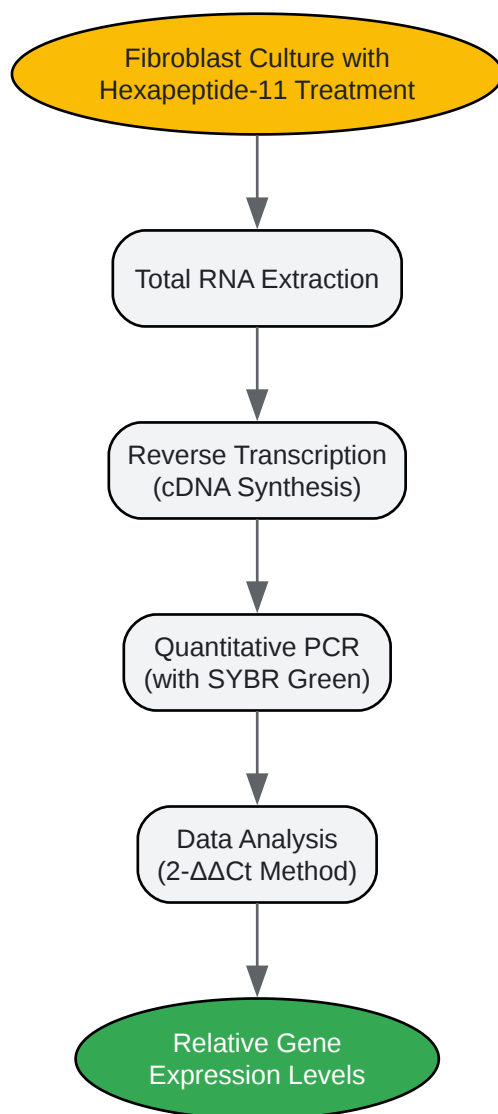 Fibroblast Culture with
Hexapeptide-11 Treatment
Total RNA Extraction
Reverse Transcription
(cDNA Synthesis)
Quantitative PCR
(with SYBR Green)
Data Analysis
(2-ΔΔCt Method)
Relative Gene
Expression Levels